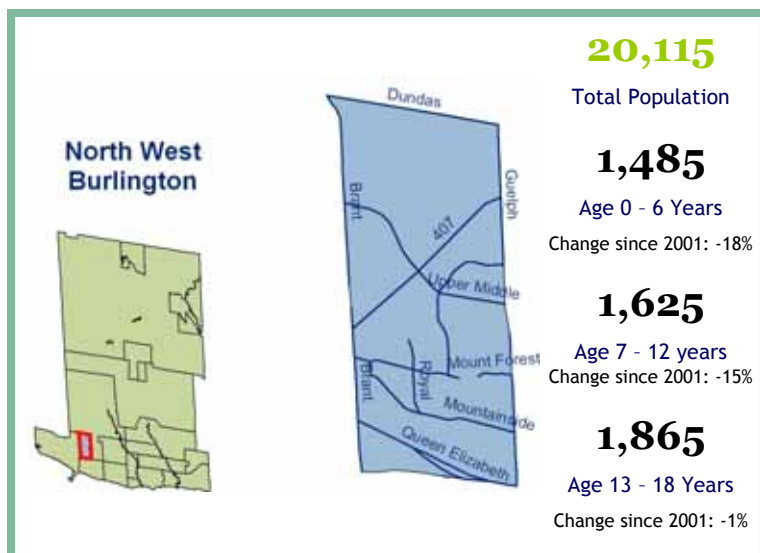 North West
Burlington
Dundas
Brant
Guelph
407
Upper Middle
Mount Forest
Brant
Royal
Mountainside
Queen Elizabeth
20,115
Total Population
1,485
Age 0 - 6 Years
Change since 2001: -18%
1,625
Age 7 – 12 years
Change since 2001: -15%
1,865
Age 13 – 18 Years
Change since 2001: -1%